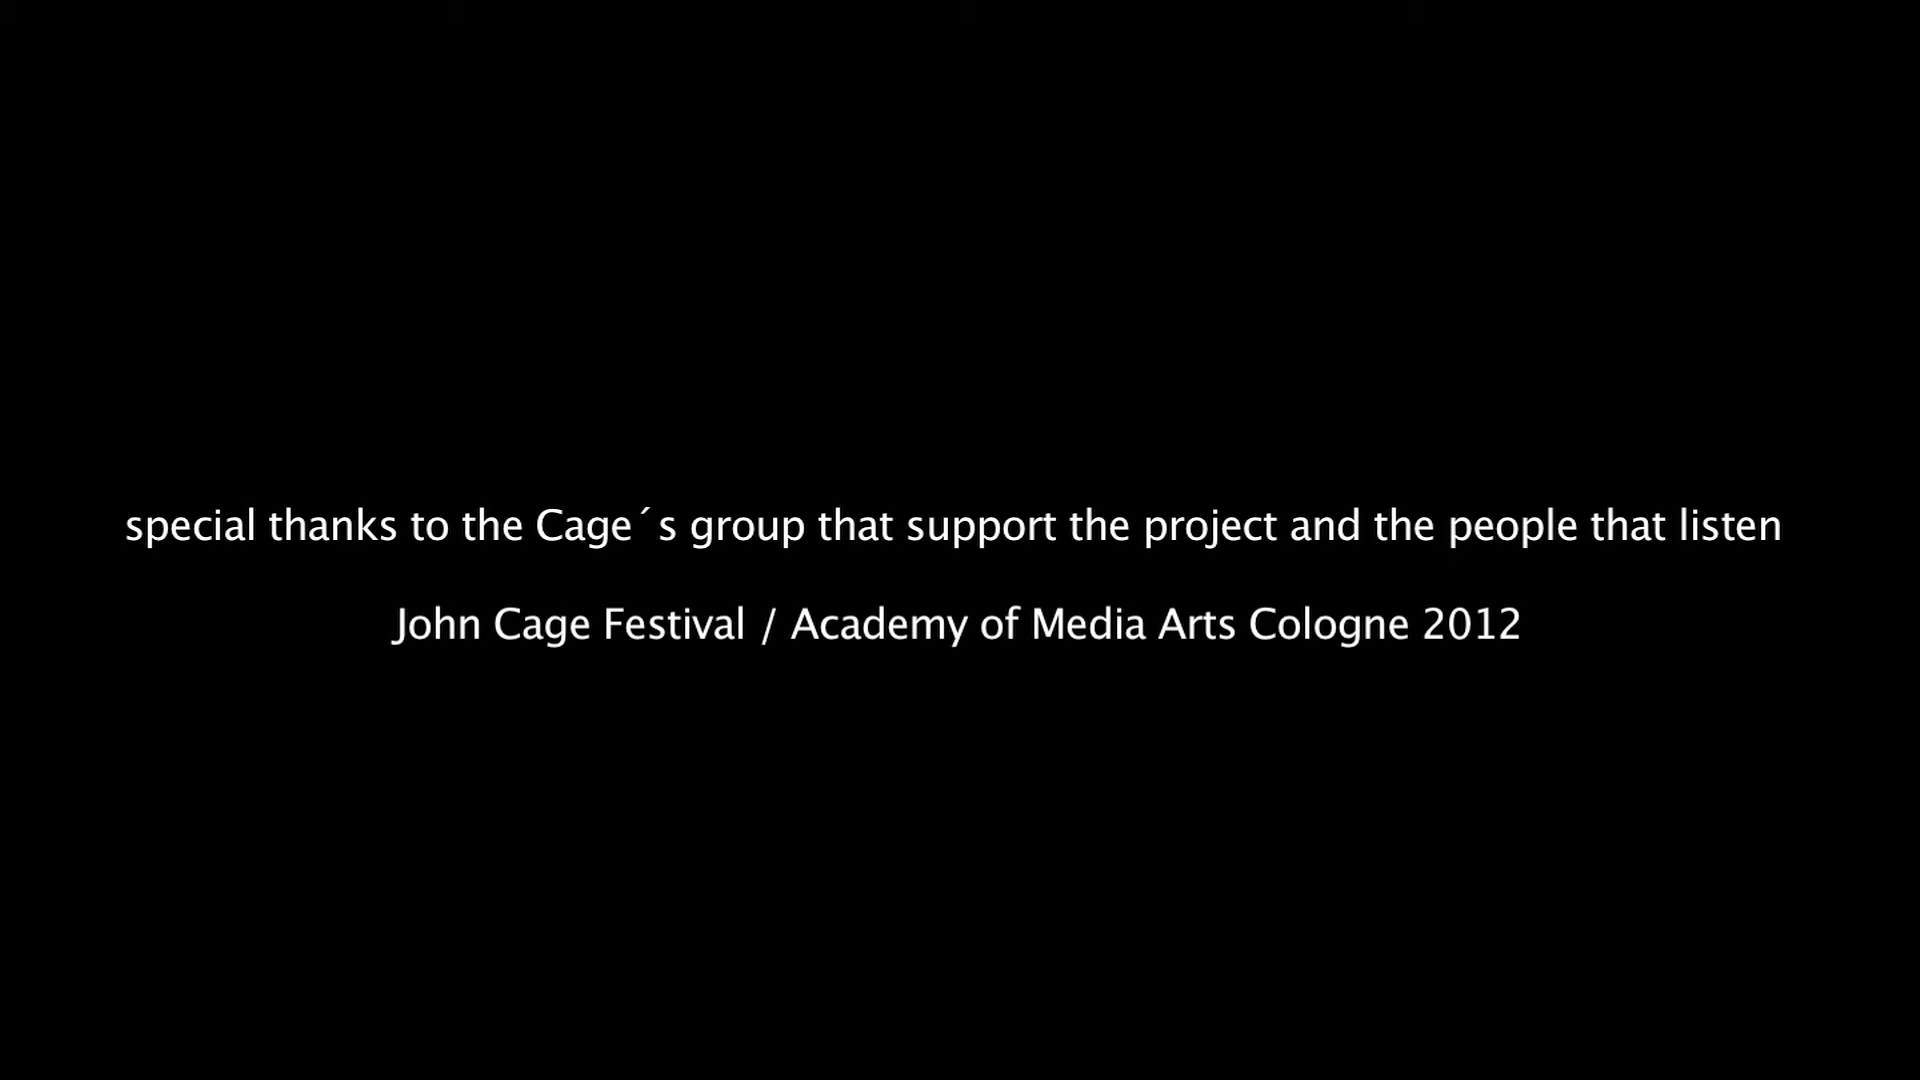 special thanks to the Cage´s group that support the project and the people that listen
John Cage Festival / Academy of Media Arts Cologne 2012